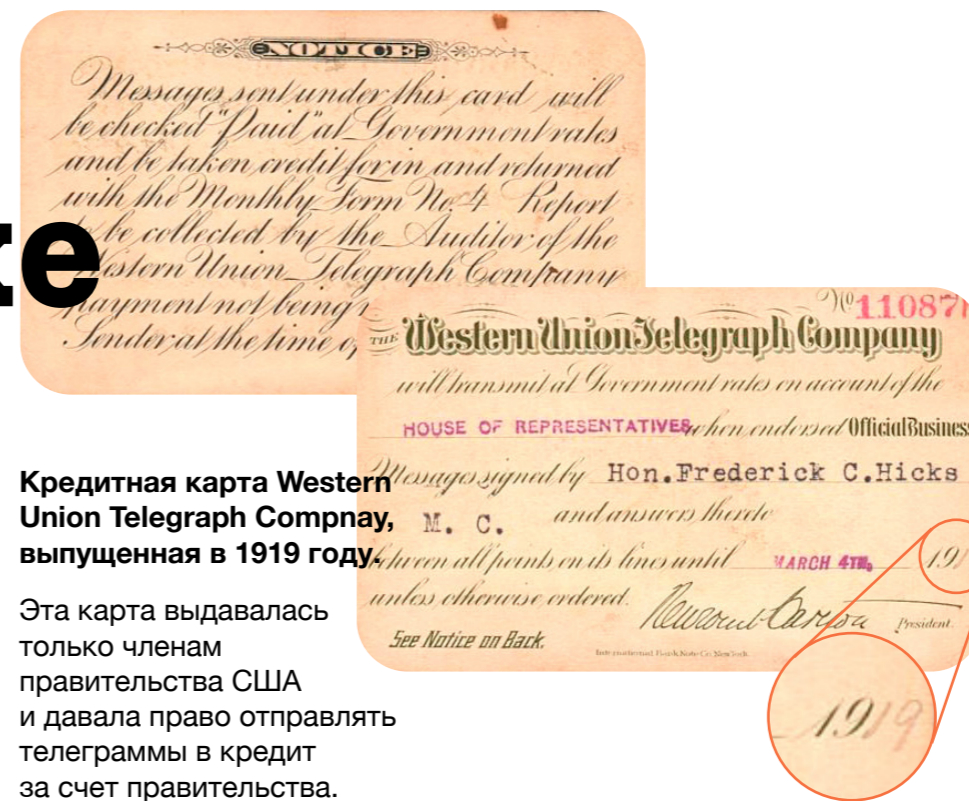 NOTICE
Messages sent under this card will
be checked "Paid" at Government rates
and be taken credit for in and returned
with the Monthly Form No. 4 Report
be collected by the Auditor of the
Western Union Telegraph Company
payment not being
Sender at the time of
ке
No 11087
THE Western Union Telegraph Company
will transmit at Government rates on account of the
HOUSE OF REPRESENTATIVES when endorsed Official Business
Messages signed by Hon. Frederick C. Hicks
M. C. and answers thereto
between all points on its lines until MARCH 4TH, 191
unless otherwise ordered.
President.
See Notice on Back.
International Bank Note Co. New York.
1919
Кредитная карта Western
Union Telegraph Compnay,
выпущенная в 1919 году.
Эта карта выдавалась
только членам
правительства США
и давала право отправлять
телеграммы в кредит
за счет правительства.